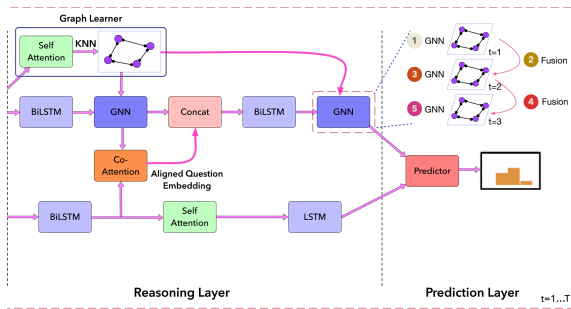 Graph Learner
Self
Attention
KNN
1 GNN
t=1
2 Fusion
3 GNN
t=2
4 Fusion
5 GNN
t=3
BiLSTM
GNN
Concat
BiLSTM
GNN
Co-
Attention
Aligned Question
Embedding
Predictor
BiLSTM
Self
Attention
LSTM
Reasoning Layer
Prediction Layer
t=1...T